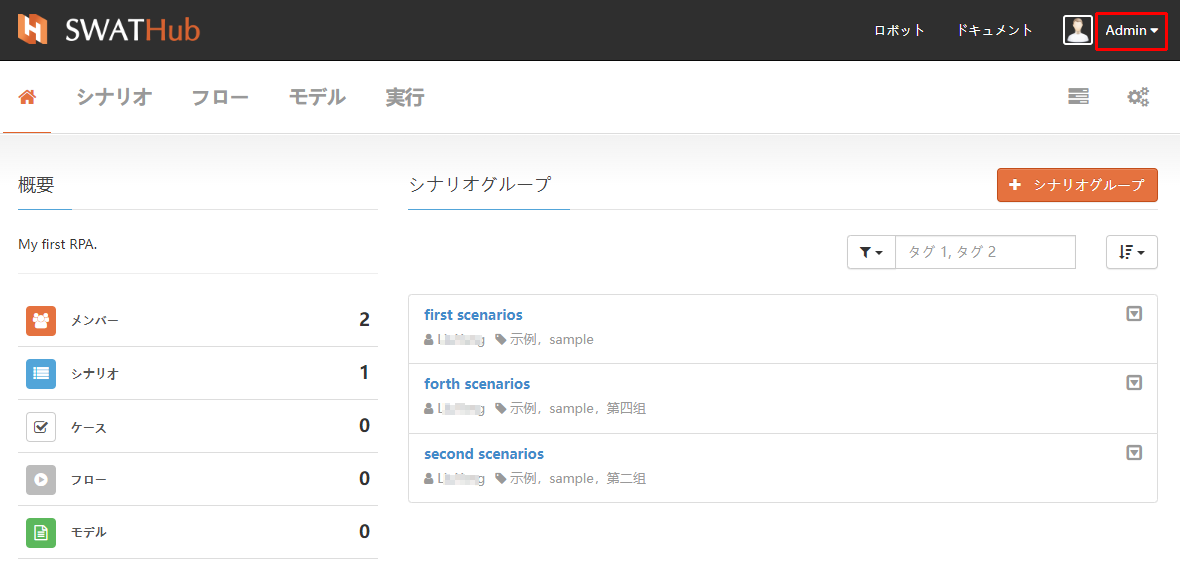 SWATHub
ロボット
ドキュメント
Admin
シナリオ
フロー
モデル
実行
概要
My first RPA.
メンバー 2
シナリオ 1
ケース 0
フロー 0
モデル 0
シナリオグループ
シナリオグループ
タグ 1, タグ 2
first scenarios
示例, sample
forth scenarios
示例, sample, 第四组
second scenarios
示例, sample, 第二组